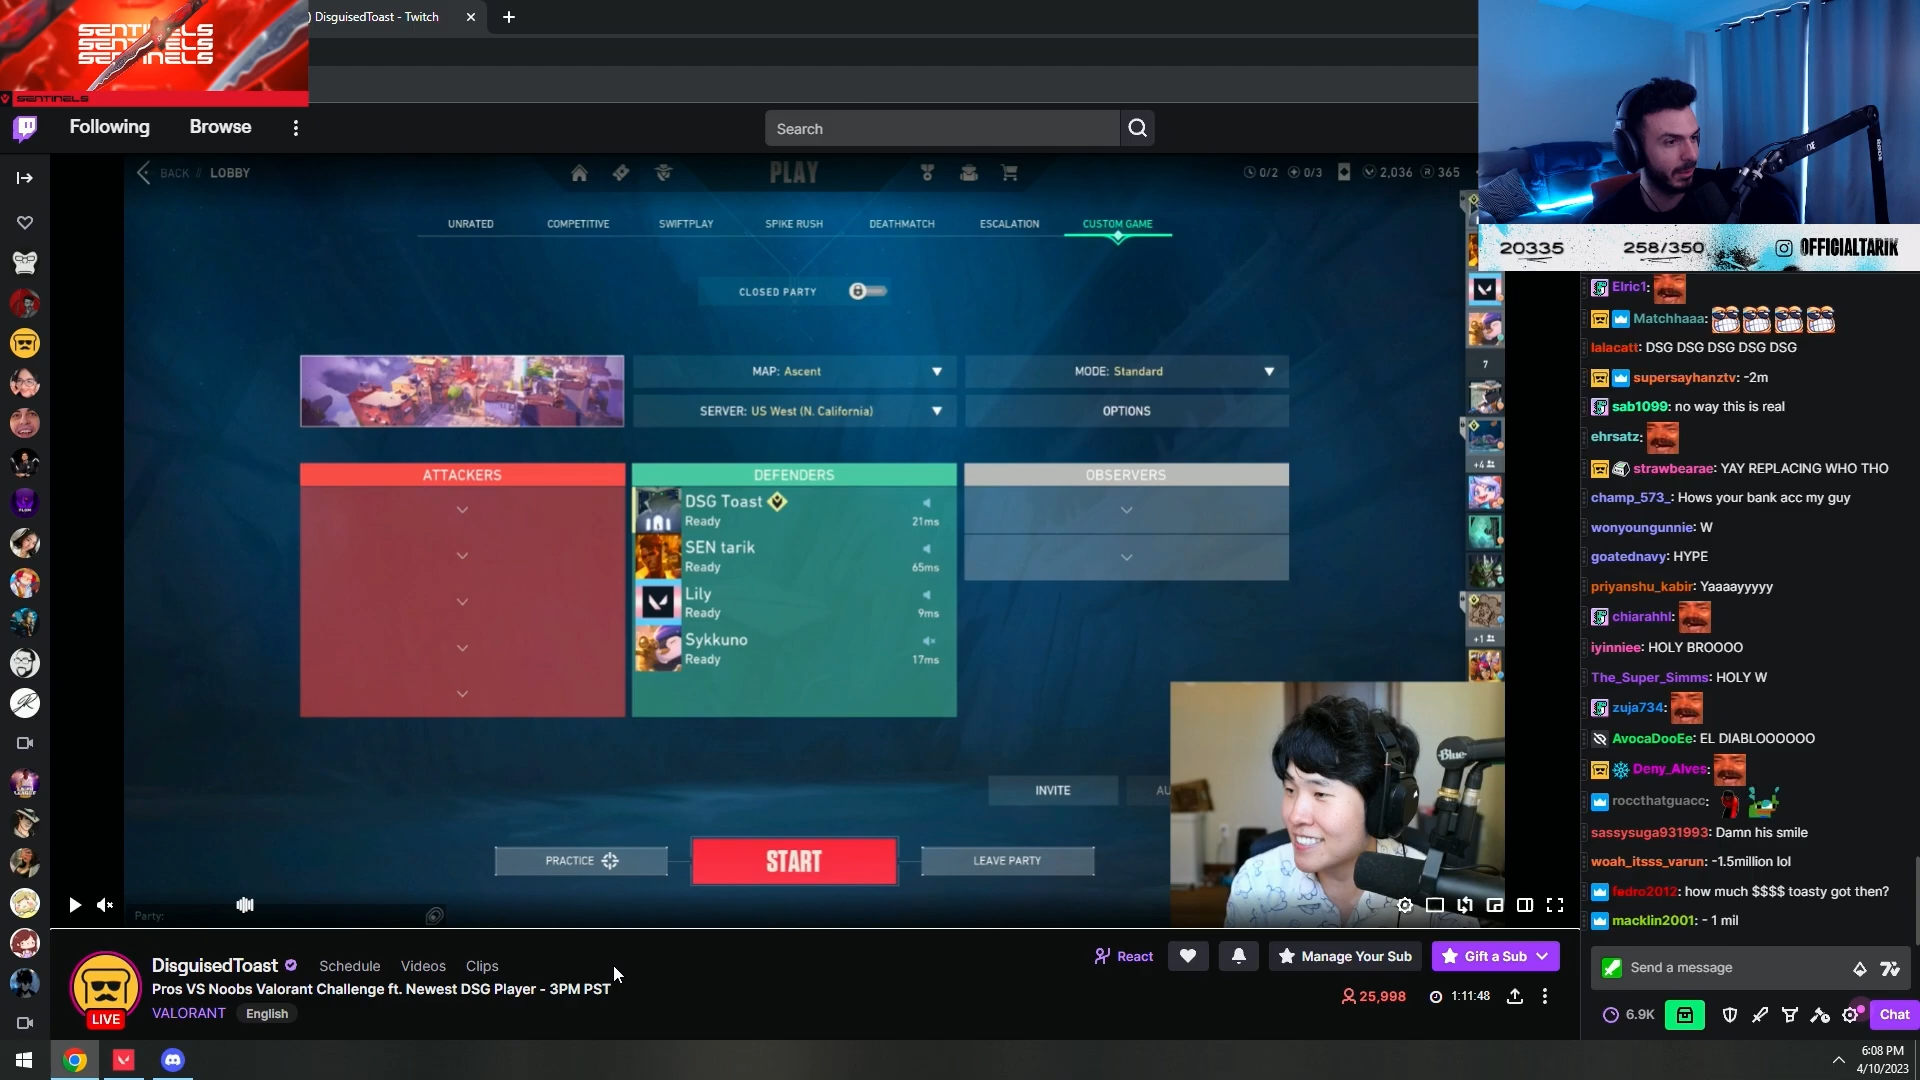 DisguisedToast - Twitch
SENTINELS
SENTINELS
SENTINELS
SENTINELS
Following
Browse
Search
BACK // LOBBY
PLAY
0/2
0/3
2,036
365
UNRATED
COMPETITIVE
SWIFTPLAY
SPIKE RUSH
DEATHMATCH
ESCALATION
CUSTOM GAME
CLOSED PARTY
MAP: Ascent
MODE: Standard
SERVER: US West (N. California)
OPTIONS
ATTACKERS
DEFENDERS
OBSERVERS
DSG Toast
Ready
21ms
SEN tarik
Ready
65ms
Lily
Ready
9ms
Sykkuno
Ready
17ms
7
+4
+1
INVITE
PRACTICE
START
LEAVE PARTY
Party:
Blue
20335
258/350
OFFICIALTARIK
Elric1:
Matchhaaa:
lalacatt: DSG DSG DSG DSG DSG
supersayhanztv: -2m
sab1099: no way this is real
ehrsatz:
strawbearae: YAY REPLACING WHO THO
champ_573_: Hows your bank acc my guy
wonyoungunnie: W
goatednavy: HYPE
priyanshu_kabir: Yaaaayyyyy
chiarahhl:
iyinniee: HOLY BROOOO
The_Super_Simms: HOLY W
zuja734:
AvocaDooEe: EL DIABLOOOOOO
Deny_Alves:
roccthatguacc:
sassysuga931993: Damn his smile
woah_itsss_varun: -1.5million lol
fedro2012: how much $$$$ toasty got then?
macklin2001: - 1 mil
Send a message
6.9K
Chat
DisguisedToast
Schedule
Videos
Clips
Pros VS Noobs Valorant Challenge ft. Newest DSG Player - 3PM PST
VALORANT
English
LIVE
React
Manage Your Sub
Gift a Sub
25,998
1:11:48
6:08 PM
4/10/2023